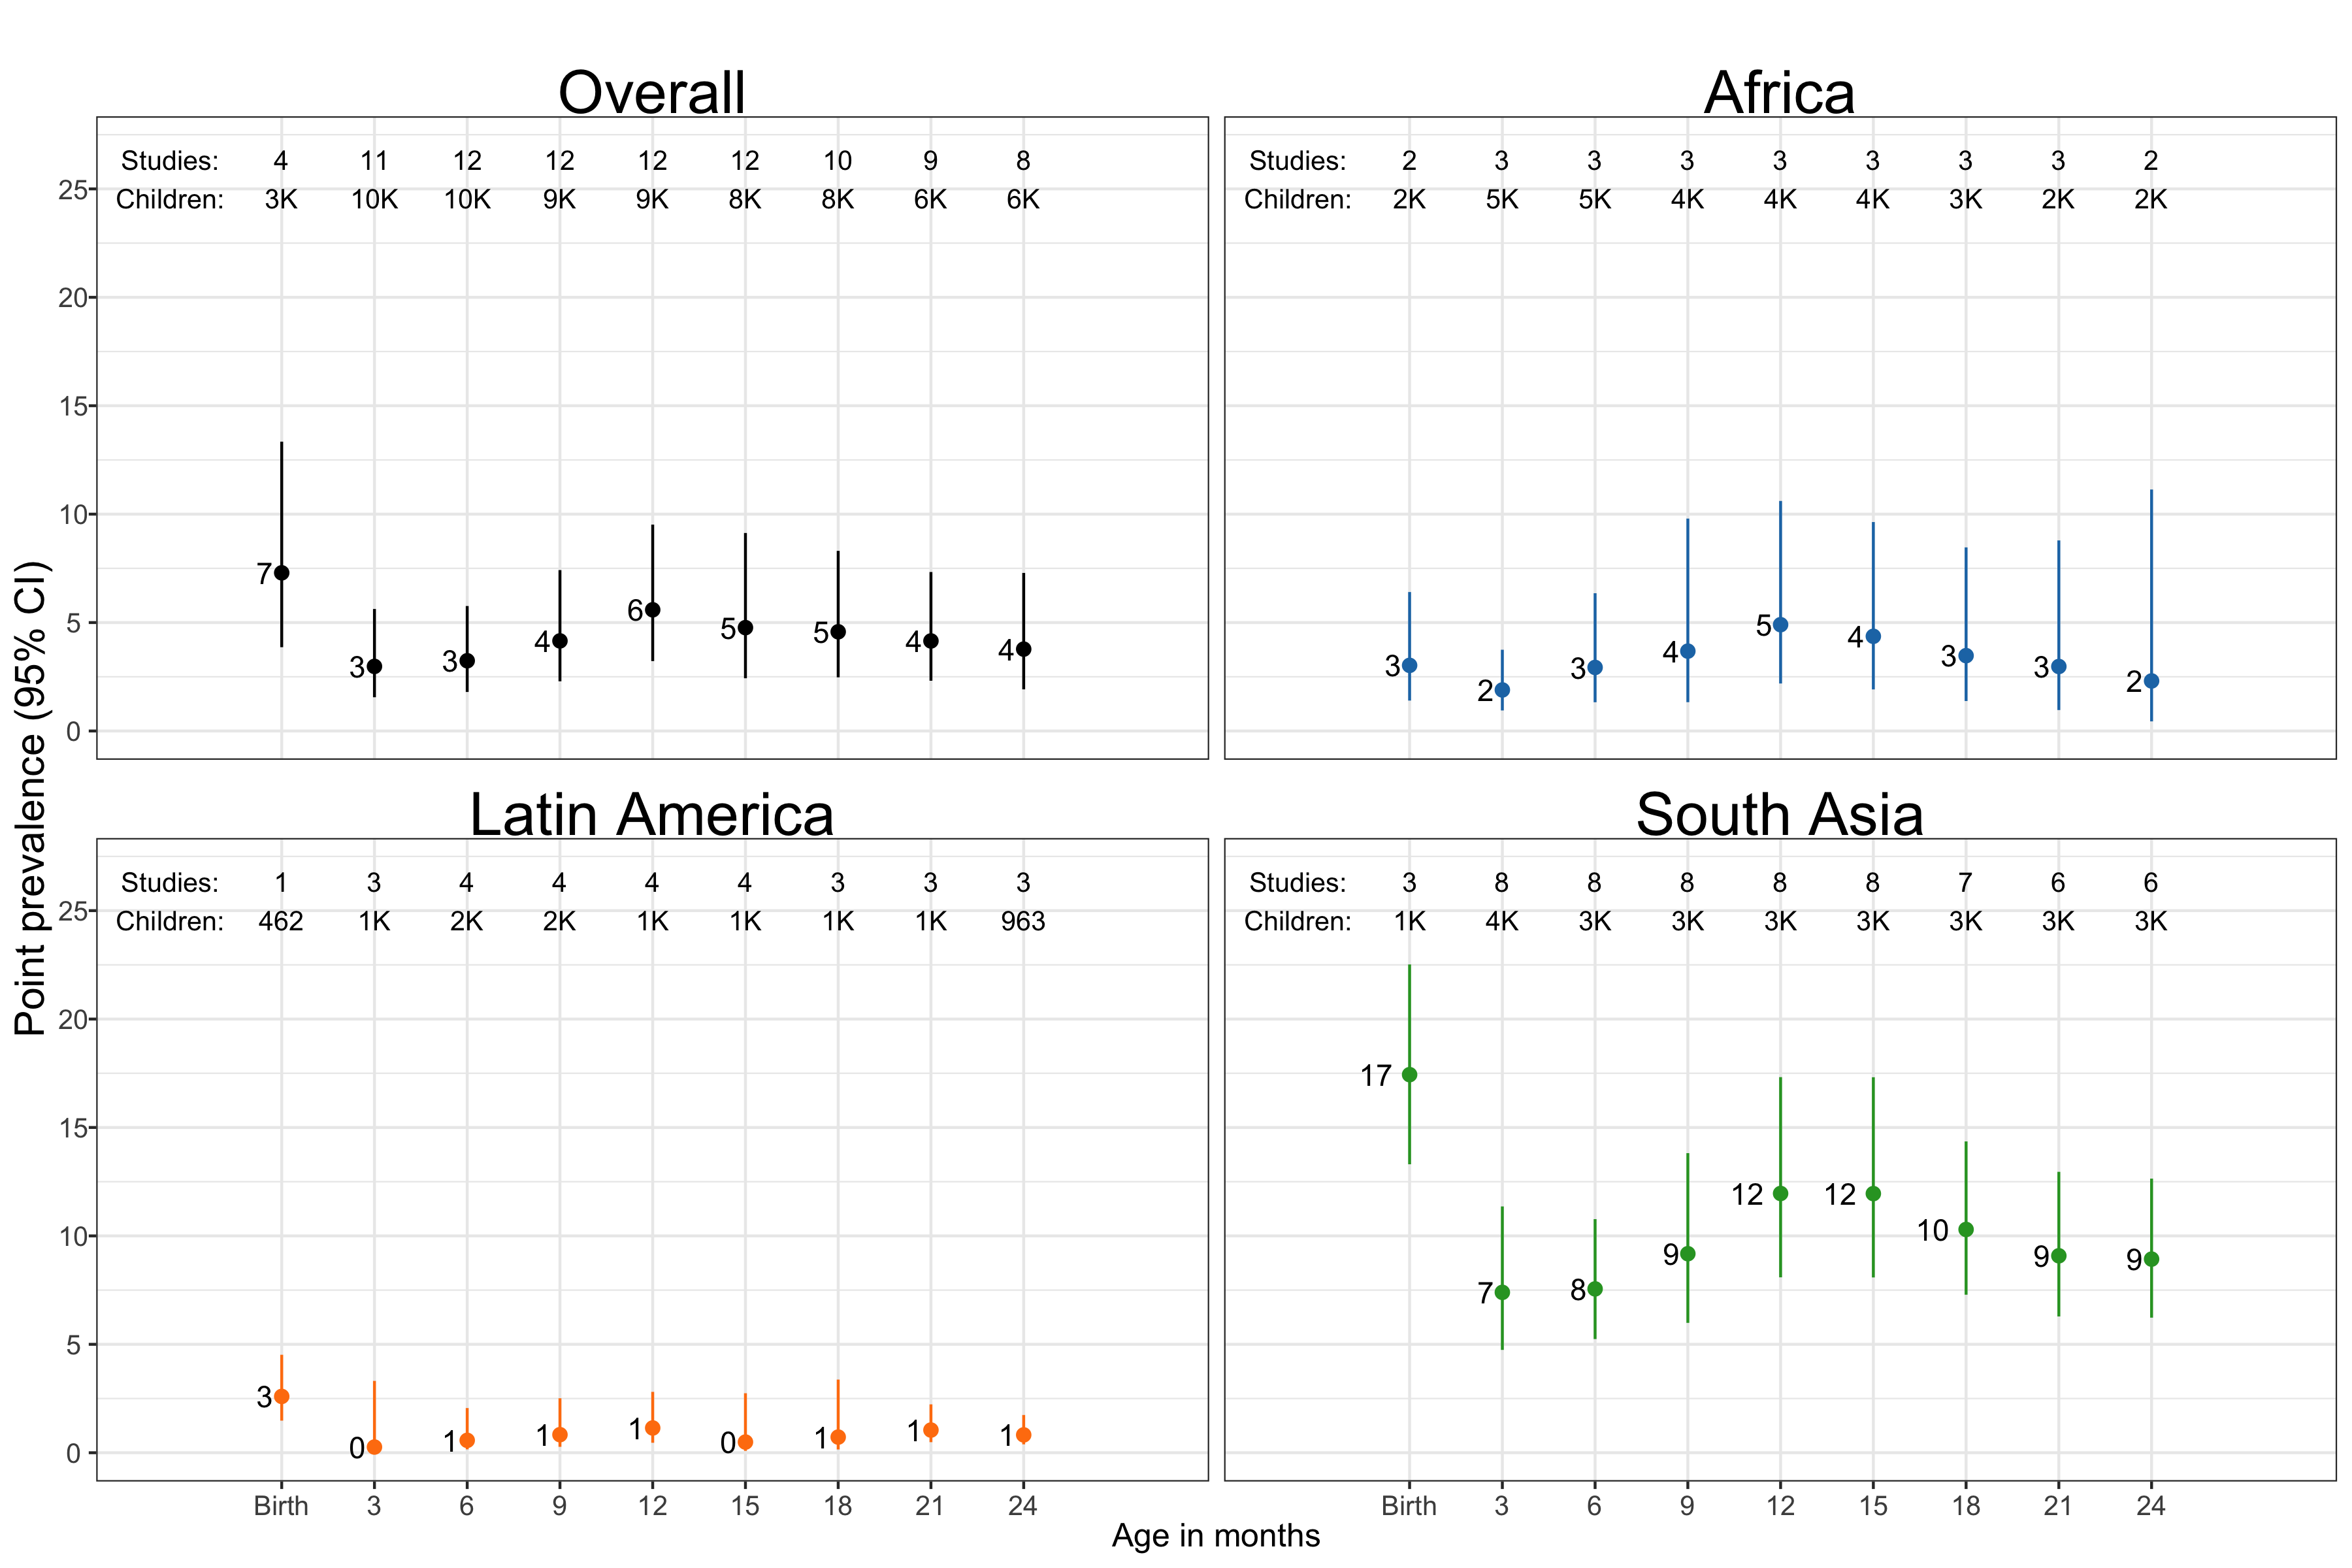 Overall
Studies: 4 11 12 12 12 12 10 9 8
Children: 3K 10K 10K 9K 9K 8K 8K 6K 6K
25
20
15
10
5
0
7 3 3 4 6 5 5 4 4
Africa
Studies: 2 3 3 3 3 3 3 3 2
Children: 2K 5K 5K 4K 4K 4K 3K 2K 2K
3 2 3 4 5 4 3 3 2
Point prevalence (95% CI)
Latin America
Studies: 1 3 4 4 4 4 3 3 3
Children: 462 1K 2K 2K 1K 1K 1K 1K 963
25
20
15
10
5
0
3 0 1 1 1 0 1 1 1
Birth 3 6 9 12 15 18 21 24
South Asia
Studies: 3 8 8 8 8 8 7 6 6
Children: 1K 4K 3K 3K 3K 3K 3K 3K 3K
17 7 8 9 12 12 10 9 9
Birth 3 6 9 12 15 18 21 24
Age in months